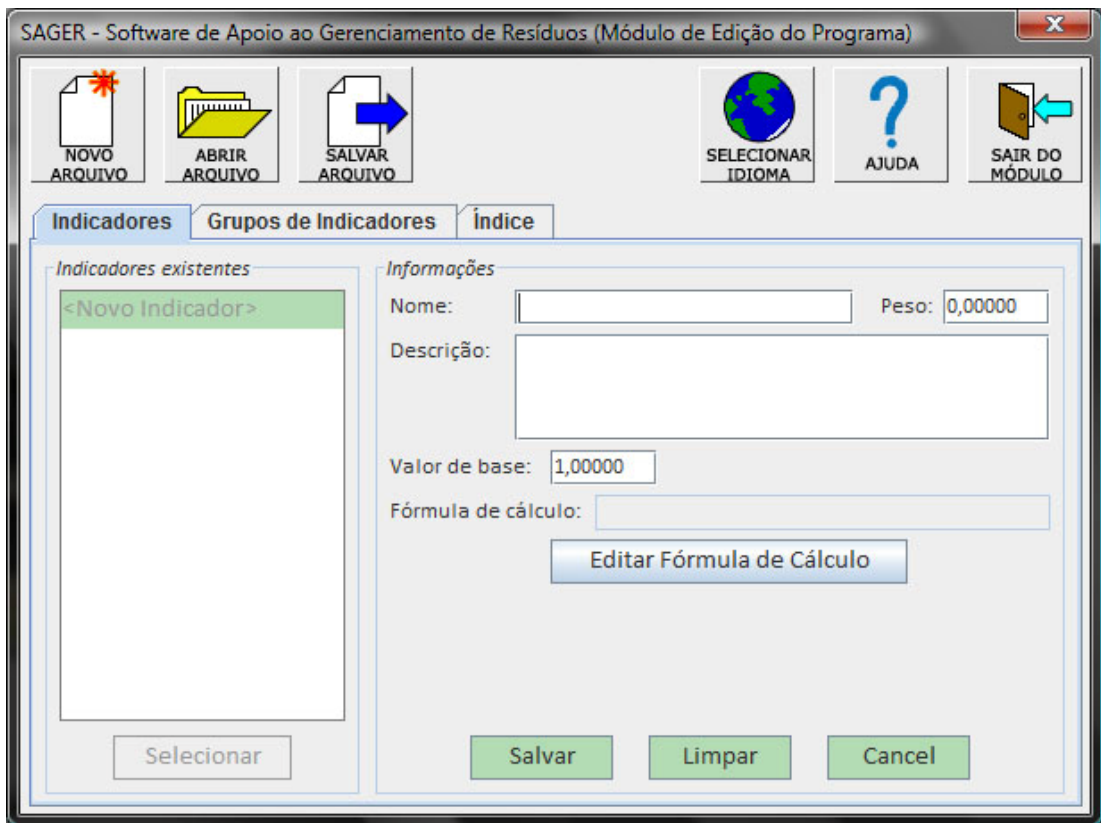 SAGER - Software de Apoio ao Gerenciamento de Resíduos (Módulo de Edição do Programa)
NOVO
ARQUIVO
ABRIR
ARQUIVO
SALVAR
ARQUIVO
SELECIONAR
IDIOMA
AJUDA
SAIR DO
MÓDULO
Indicadores
Grupos de Indicadores
Índice
Indicadores existentes
<Novo Indicador>
Selecionar
Informações
Nome:
Peso: 0,00000
Descrição:
Valor de base: 1,00000
Fórmula de cálculo:
Editar Fórmula de Cálculo
Salvar
Limpar
Cancel